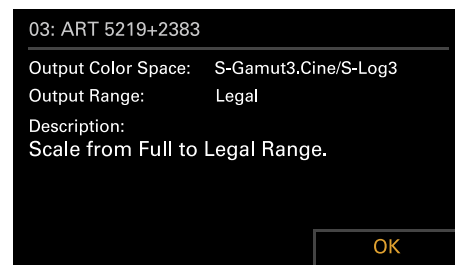 03: ART 5219+2383
Output Color Space: S-Gamut3.Cine/S-Log3
Output Range: Legal
Description:
Scale from Full to Legal Range.
OK